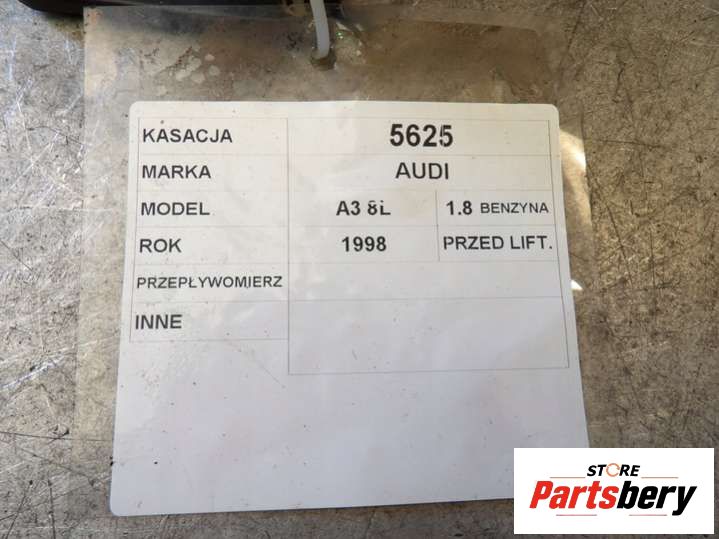 KASACJA 5625
MARKA AUDI
MODEL A3 8L 1.8 BENZYNA
ROK 1998 PRZED LIFT.
PRZEPŁYWOMIERZ
INNE
STORE
Partsbery